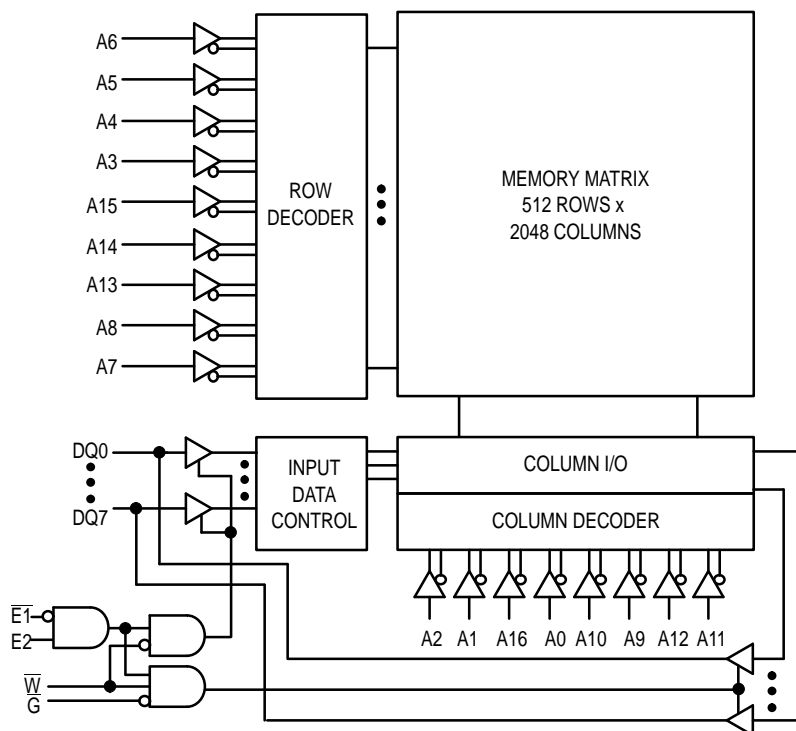 A6
A5
A4
A3
A15
A14
A13
A8
A7
ROW
DECODER
MEMORY MATRIX
512 ROWS x
2048 COLUMNS
DQ0
DQ7
INPUT
DATA
CONTROL
COLUMN I/O
COLUMN DECODER
A2 A1 A16 A0 A10 A9 A12 A11
E1
E2
W
G